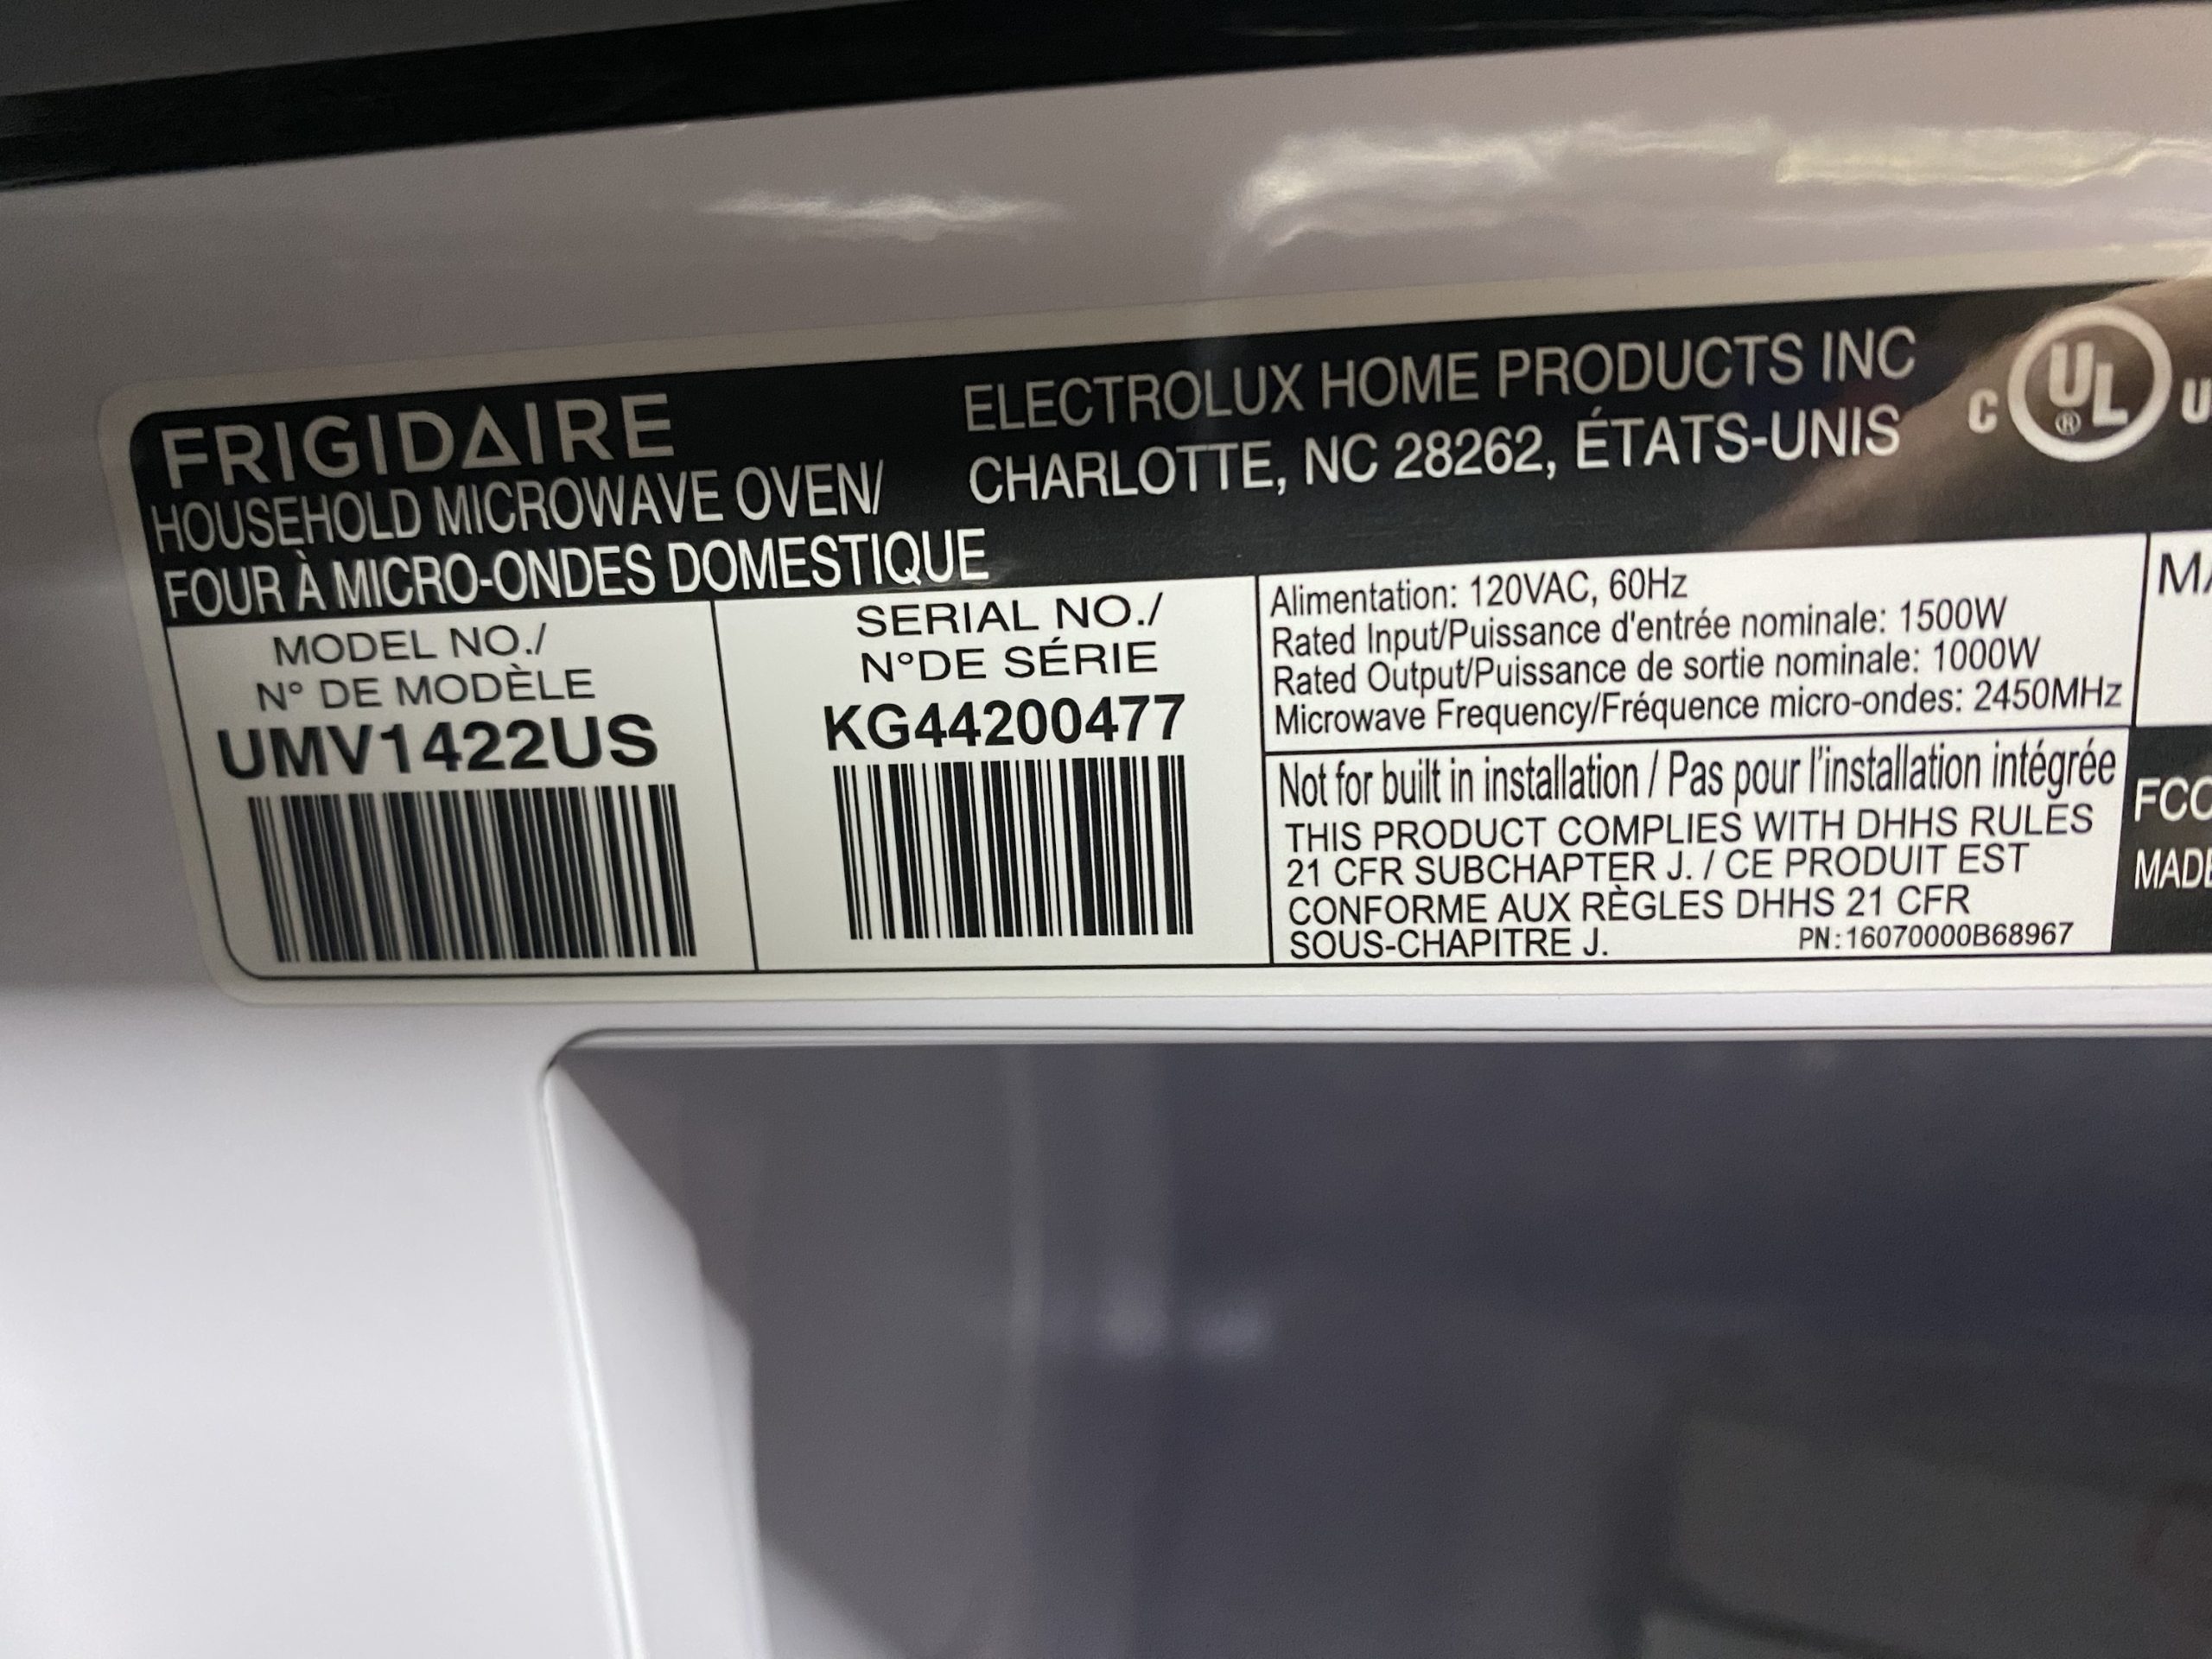 FRIGIDAIRE
HOUSEHOLD MICROWAVE OVEN/
FOUR À MICRO-ONDES DOMESTIQUE
ELECTROLUX HOME PRODUCTS INC
CHARLOTTE, NC 28262, ÉTATS-UNIS
C UL® U
MODEL NO./
N° DE MODÈLE
UMV1422US
SERIAL NO./
N°DE SÉRIE
KG44200477
Alimentation: 120VAC, 60Hz
Rated Input/Puissance d'entrée nominale: 1500W
Rated Output/Puissance de sortie nominale: 1000W
Microwave Frequency/Fréquence micro-ondes: 2450MHz
Not for built in installation / Pas pour l'installation intégrée
THIS PRODUCT COMPLIES WITH DHHS RULES
21 CFR SUBCHAPTER J. / CE PRODUIT EST
CONFORME AUX RÈGLES DHHS 21 CFR
SOUS-CHAPITRE J.
PN:16070000B68967
FCC
MADE